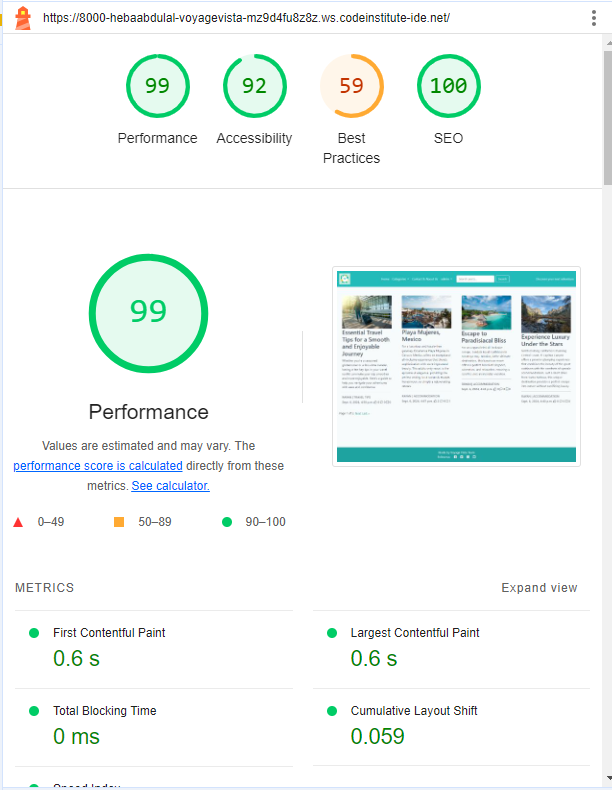 https://8000-hebaabdulal-voyagevista-mz9d4fu8z8z.ws.codeinstitute-ide.net/
99
92
59
100
Performance
Accessibility
Best
Practices
SEO
99
Performance
Values are estimated and may vary. The
performance score is calculated directly from these
metrics. See calculator.
0–49
50–89
90–100
Essential Travel
Tips for a Smooth
and Enjoyable
Journey
Playa Mujeres,
Mexico
Escape to
Paradisiacal Bliss
Experience Luxury
Under the Stars
METRICS
Expand view
First Contentful Paint
0.6 s
Largest Contentful Paint
0.6 s
Total Blocking Time
0 ms
Cumulative Layout Shift
0.059
Speed Index